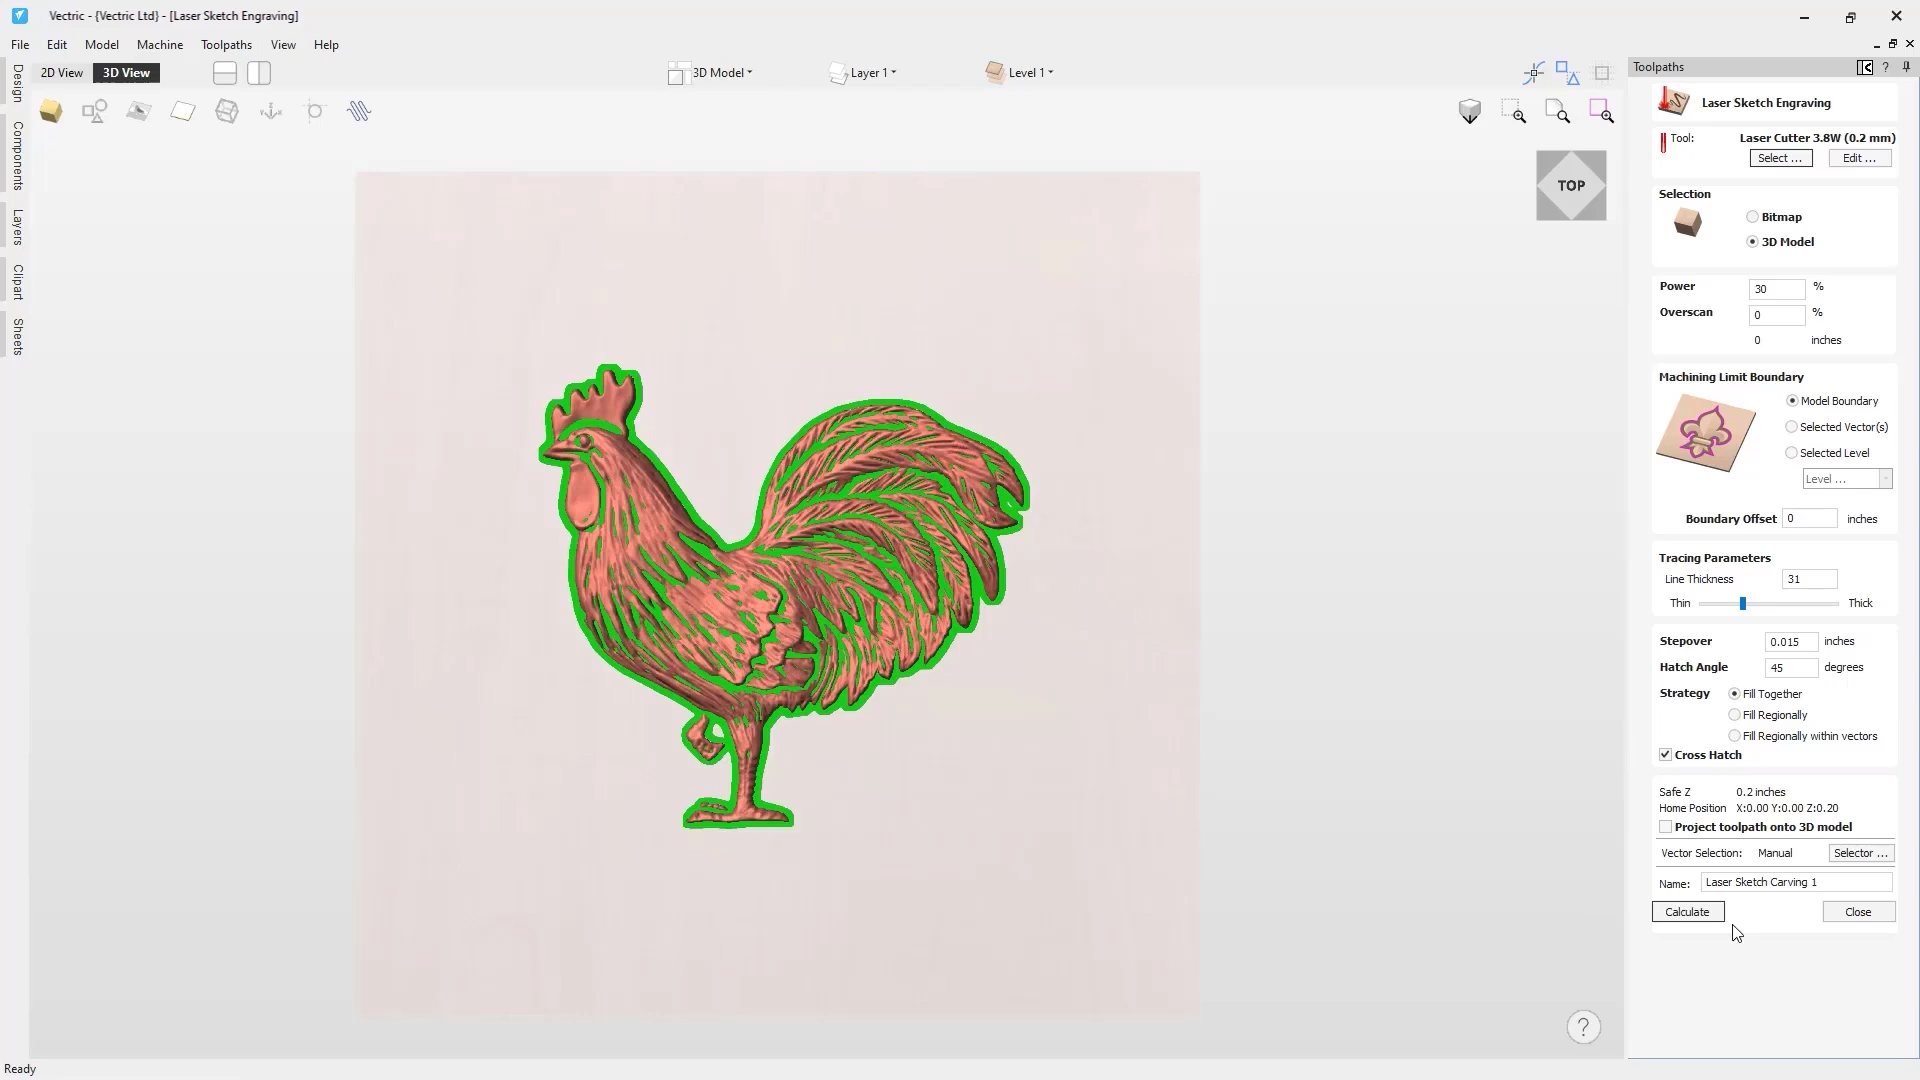 Vectric - {Vectric Ltd} - [Laser Sketch Engraving]
File Edit Model Machine Toolpaths View Help
2D View 3D View 3D Model Layer 1 Level 1
Design
Components
Layers
Clipart
Sheets
TOP
Toolpaths ?
Laser Sketch Engraving
Tool: Laser Cutter 3.8W (0.2 mm)
Select ... Edit ...
Selection
Bitmap
3D Model
Power 30 %
Overscan 0 %
0 inches
Machining Limit Boundary
Model Boundary
Selected Vector(s)
Selected Level
Level ...
Boundary Offset 0 inches
Tracing Parameters
Line Thickness 31
Thin Thick
Stepover 0.015 inches
Hatch Angle 45 degrees
Strategy Fill Together
Fill Regionally
Fill Regionally within vectors
Cross Hatch
Safe Z 0.2 inches
Home Position X:0.00 Y:0.00 Z:0.20
Project toolpath onto 3D model
Vector Selection: Manual Selector ...
Name: Laser Sketch Carving 1
Calculate Close
?
Ready